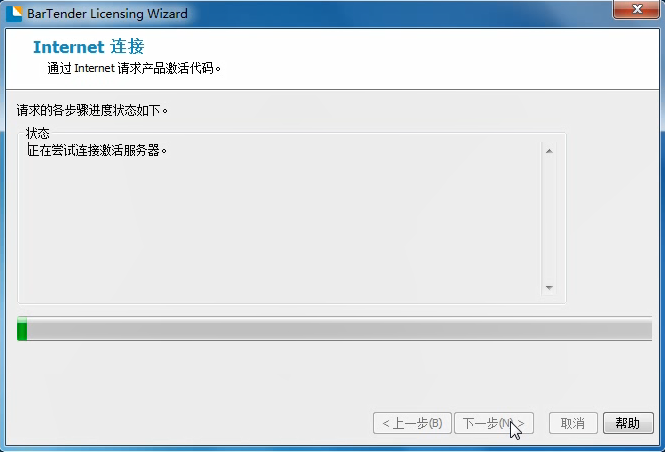 BarTender Licensing Wizard
Internet 连接
通过 Internet 请求产品激活代码。
请求的各步骤进度状态如下。
状态
正在尝试连接激活服务器。
< 上一步(B) 下一步(N) > 取消 帮助